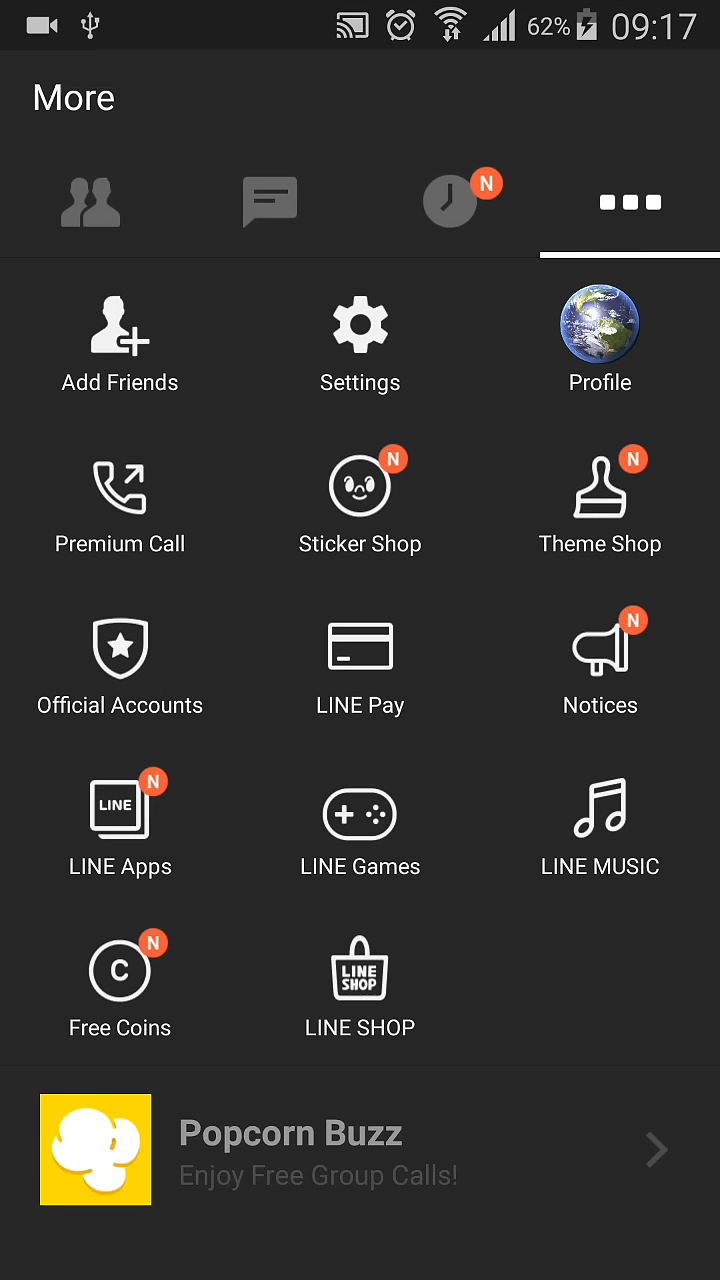 62% 09:17
More
N
Add Friends Settings Profile
N N
Premium Call Sticker Shop Theme Shop
N
Official Accounts LINE Pay Notices
N
LINE
LINE Apps LINE Games LINE MUSIC
N
C LINE SHOP
Free Coins LINE SHOP
Popcorn Buzz
Enjoy Free Group Calls!